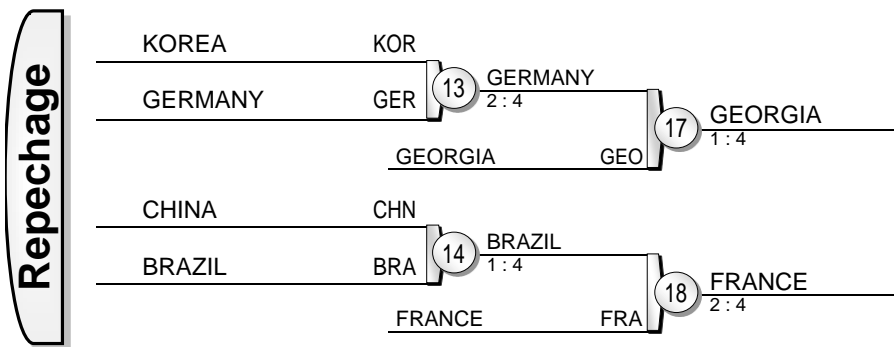 Repechage
KOREA KOR
GERMANY GER
13
GERMANY
2 : 4
GEORGIA GEO
17
GEORGIA
1 : 4
CHINA CHN
BRAZIL BRA
14
BRAZIL
1 : 4
FRANCE FRA
18
FRANCE
2 : 4